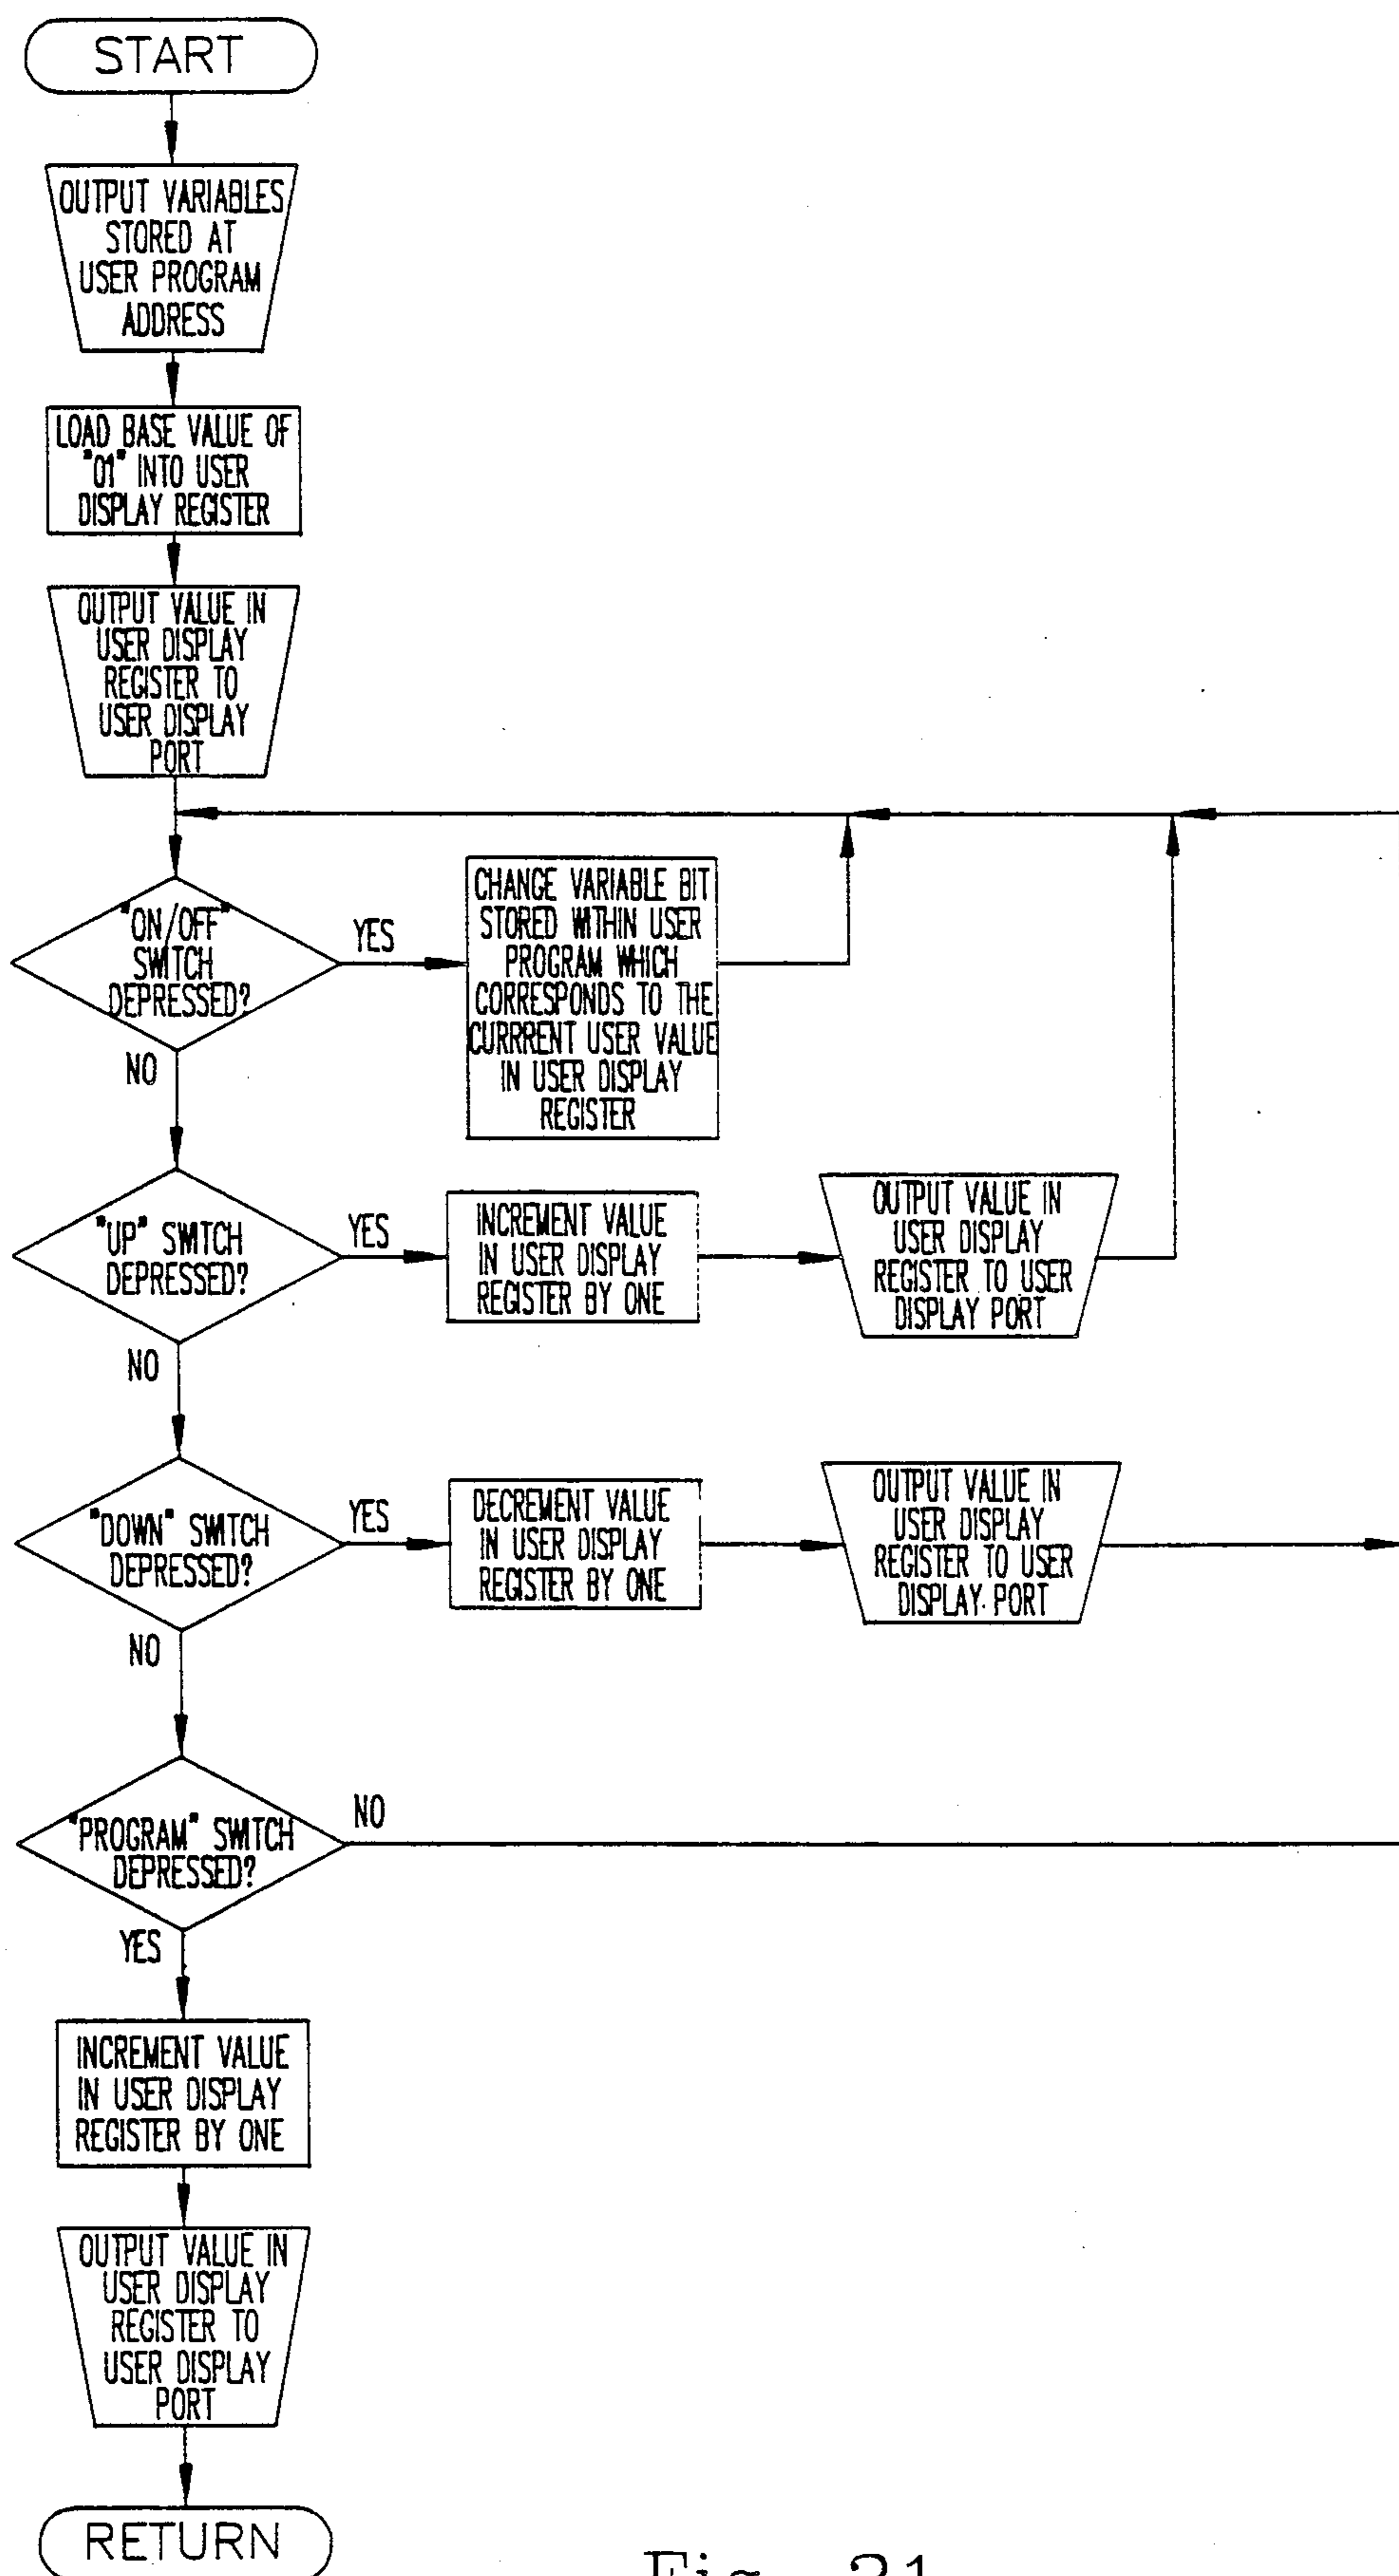 START
OUTPUT VARIABLES
STORED AT
USER PROGRAM
ADDRESS
LOAD BASE VALUE OF
"01" INTO USER
DISPLAY REGISTER
OUTPUT VALUE IN
USER DISPLAY
REGISTER TO
USER DISPLAY
PORT
"ON/OFF"
SWITCH
DEPRESSED?
YES
CHANGE VARIABLE BIT
STORED WITHIN USER
PROGRAM WHICH
CORRESPONDS TO THE
CURRRENT USER VALUE
IN USER DISPLAY
REGISTER
NO
"UP" SWITCH
DEPRESSED?
YES
INCREMENT VALUE
IN USER DISPLAY
REGISTER BY ONE
OUTPUT VALUE IN
USER DISPLAY
REGISTER TO USER
DISPLAY PORT
NO
"DOWN" SWITCH
DEPRESSED?
YES
DECREMENT VALUE
IN USER DISPLAY
REGISTER BY ONE
OUTPUT VALUE IN
USER DISPLAY
REGISTER TO USER
DISPLAY PORT
NO
"PROGRAM" SWITCH
DEPRESSED?
NO
YES
INCREMENT VALUE
IN USER DISPLAY
REGISTER BY ONE
OUTPUT VALUE IN
USER DISPLAY
REGISTER TO
USER DISPLAY
PORT
RETURN
Fig. 21